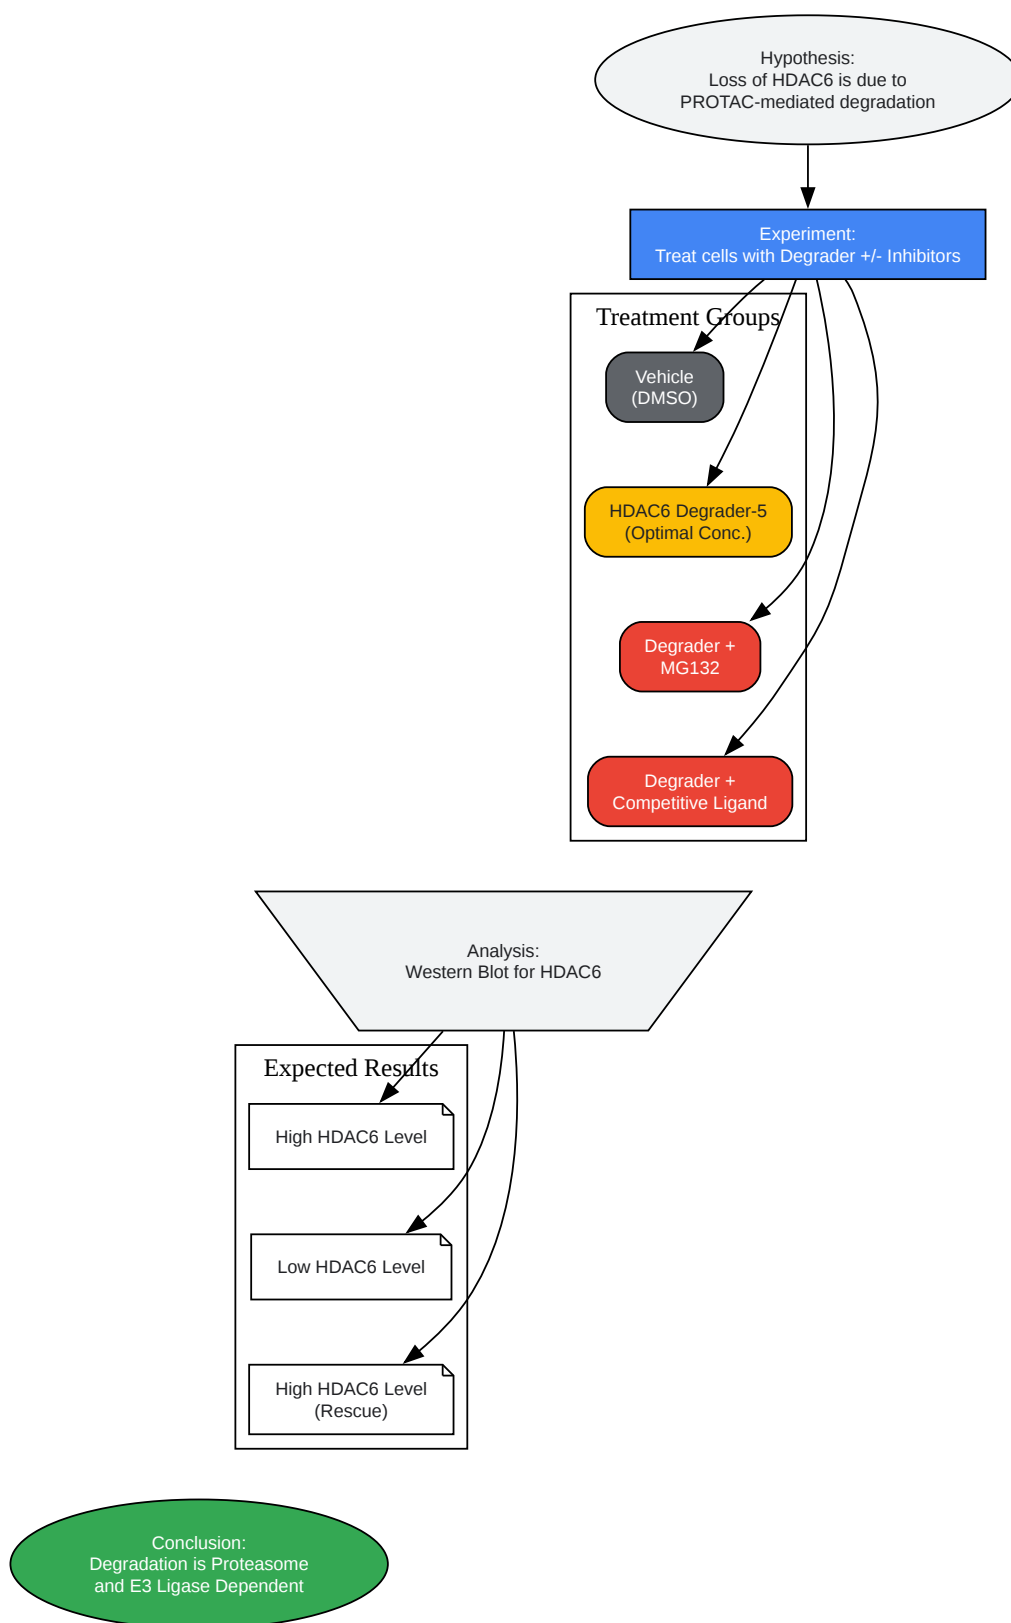 Hypothesis:
Loss of HDAC6 is due to
PROTAC-mediated degradation
Experiment:
Treat cells with Degrader +/- Inhibitors
Treatment Groups
Vehicle
(DMSO)
HDAC6 Degrader-5
(Optimal Conc.)
Degrader +
MG132
Degrader +
Competitive Ligand
Analysis:
Western Blot for HDAC6
Expected Results
High HDAC6 Level
Low HDAC6 Level
High HDAC6 Level
(Rescue)
Conclusion:
Degradation is Proteasome
and E3 Ligase Dependent